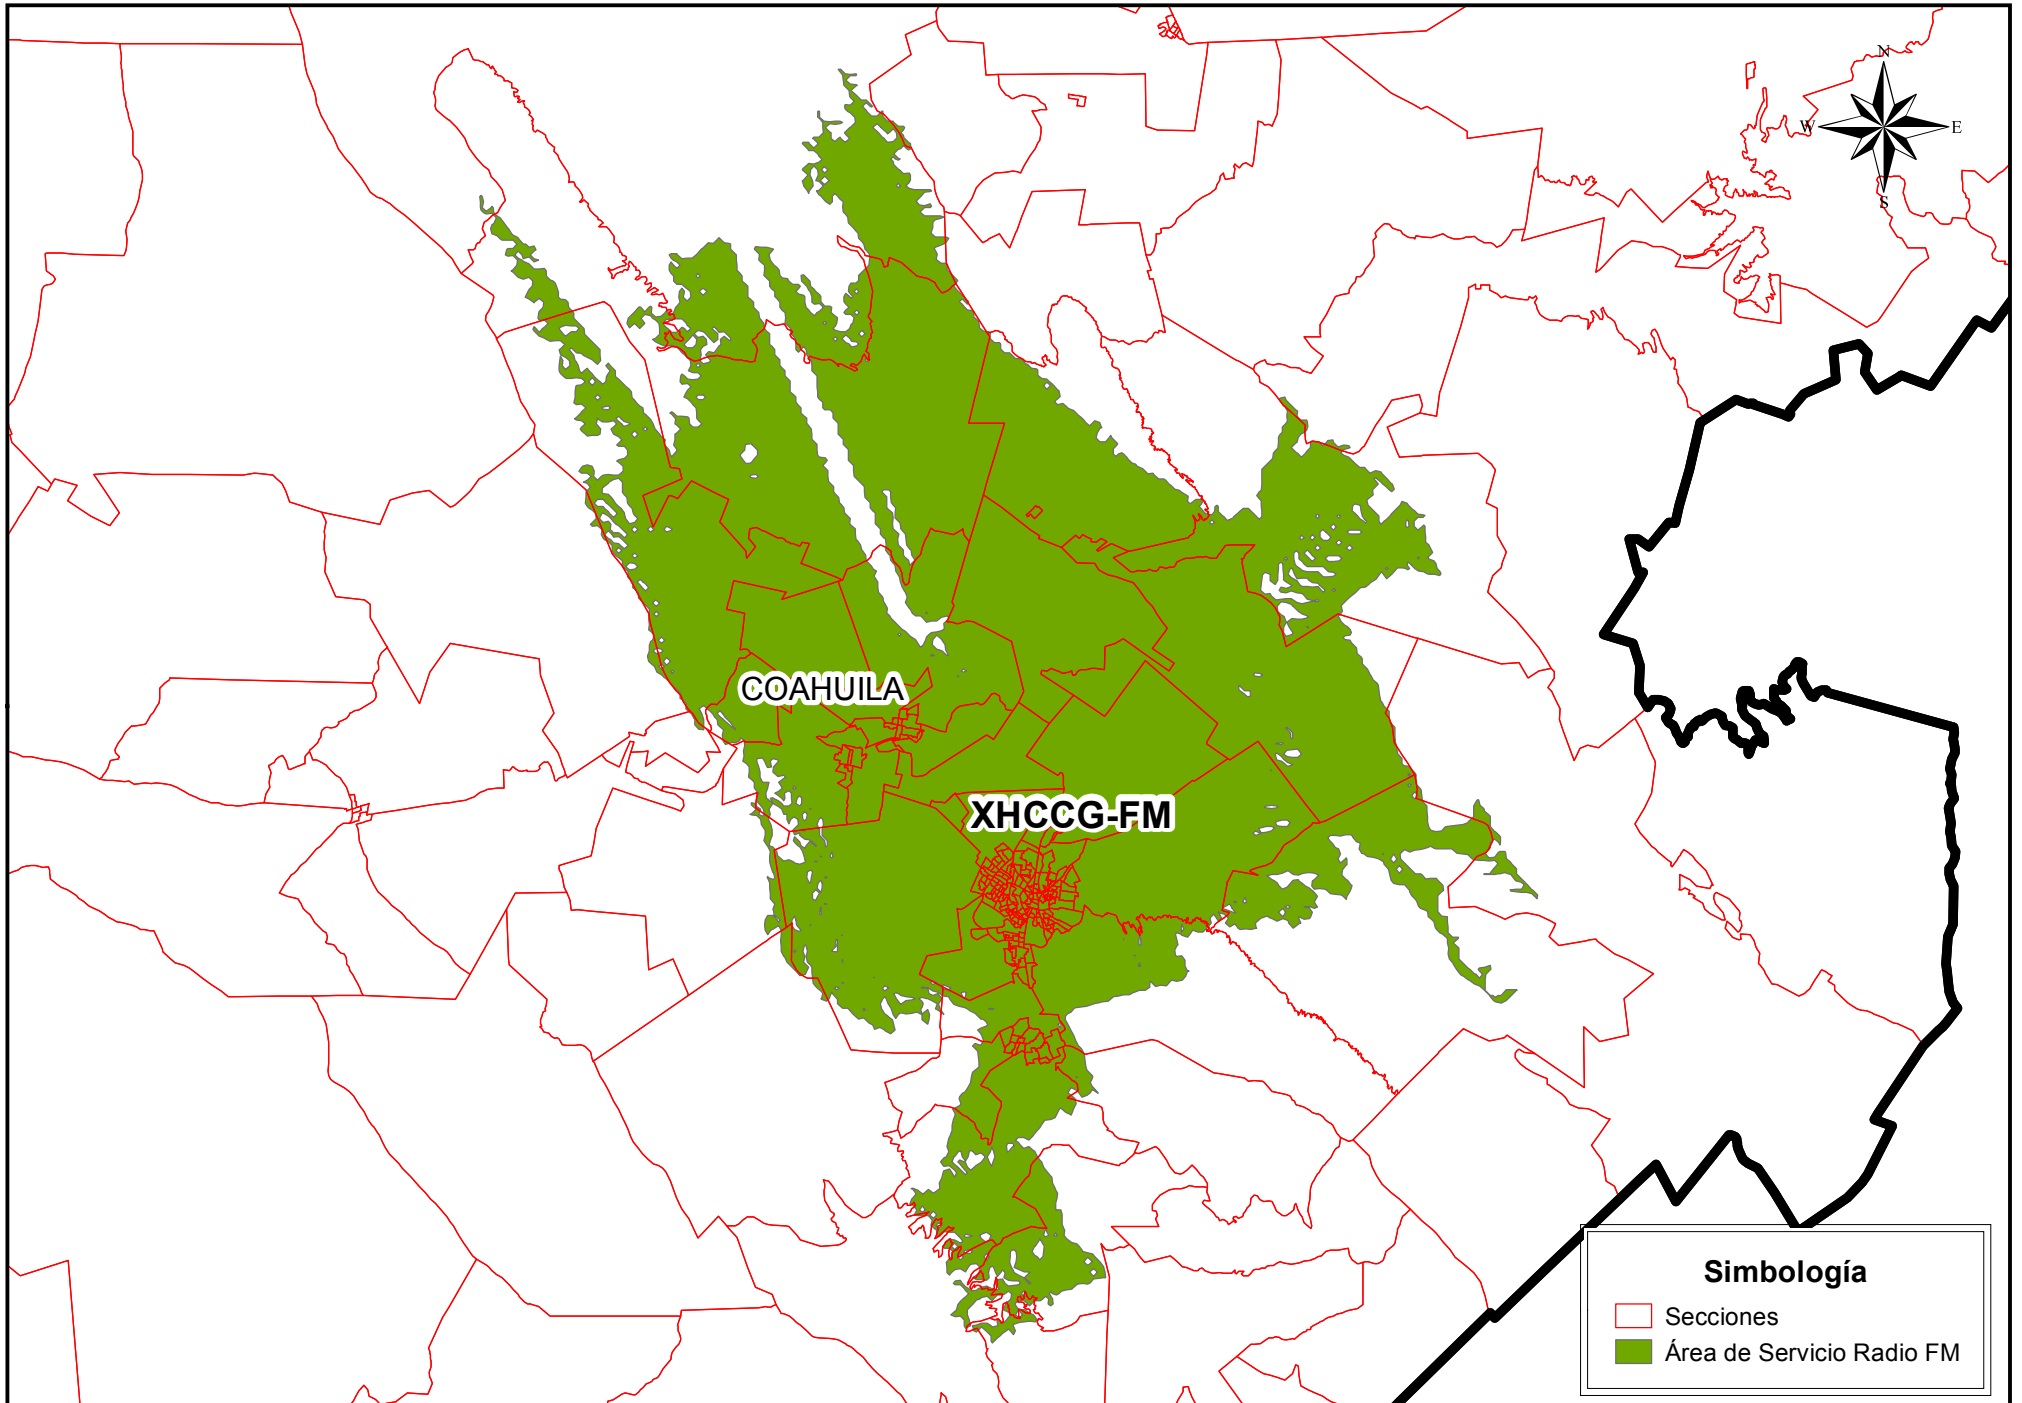 N
W
E
S
COAHUILA
XHCCG-FM
Simbología
Secciones
Área de Servicio Radio FM